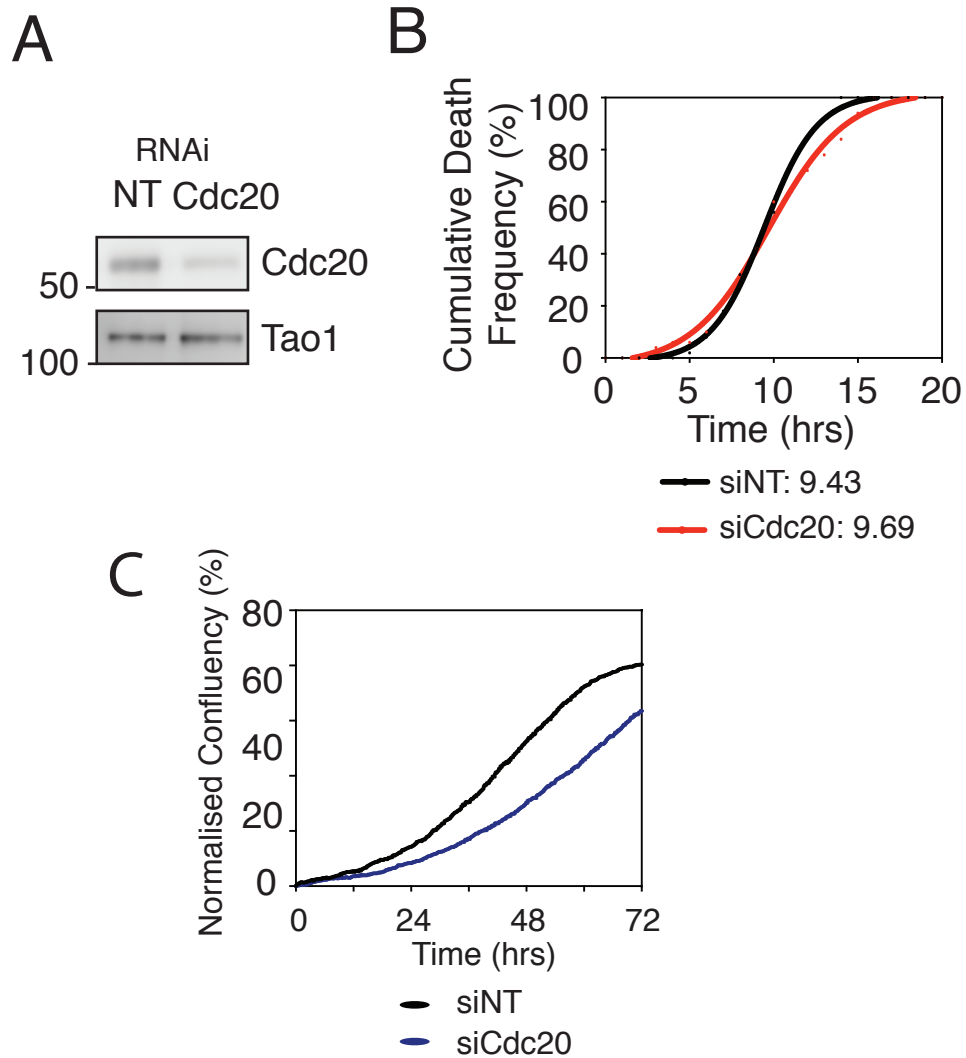 A
RNAi
NT Cdc20
50
Cdc20
100
Tao1
B
Cumulative Death
Frequency (%)
100
80
60
40
20
0
0 5 10 15 20
Time (hrs)
siNT: 9.43
siCdc20: 9.69
C
Normalised Confluency (%)
80
60
40
20
0
0 24 48 72
Time (hrs)
siNT
siCdc20